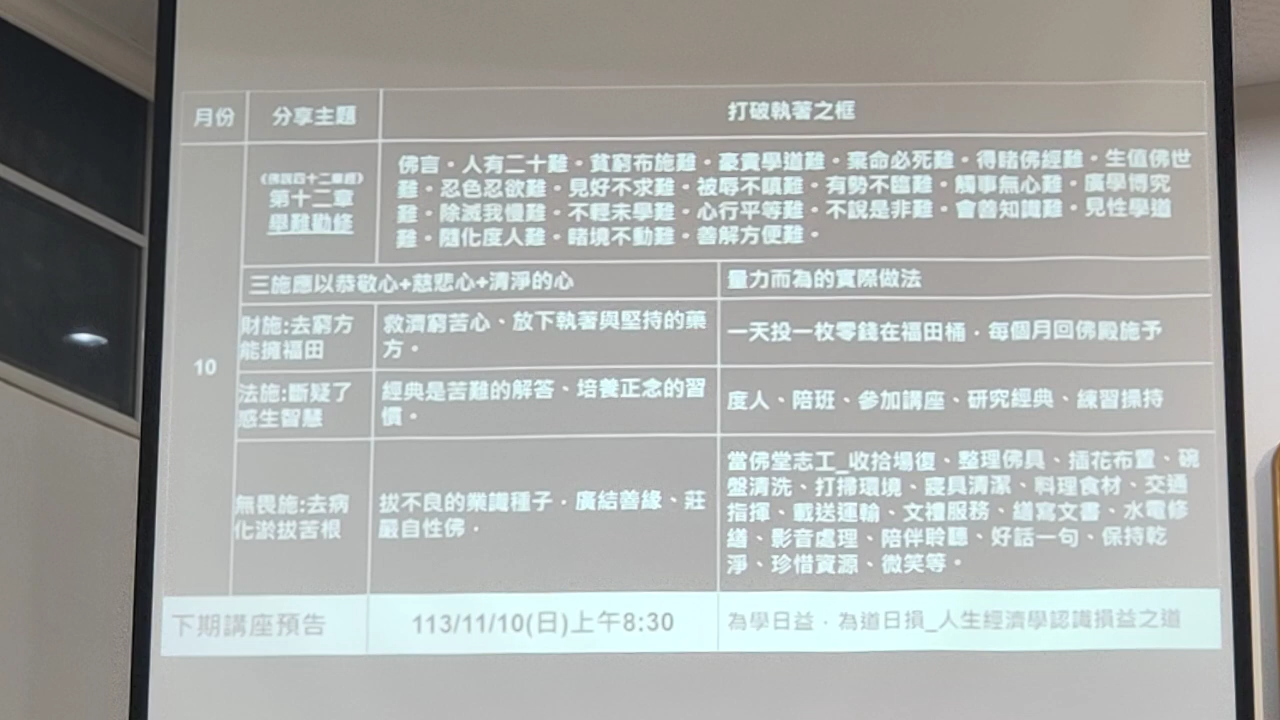 月份
分享主題
打破執著之框
10
《佛說四十二章經》
第十二章
舉難勸修
佛言。人有二十難。貧窮布施難。豪貴學道難。棄命必死難。得睹佛經難。生值佛世
難。忍色忍欲難。見好不求難。被辱不瞋難。有勢不臨難。觸事無心難。廣學博究
難。除滅我慢難。不輕未學難。心行平等難。不說是非難。會善知識難。見性學道
難。隨化度人難。睹境不動難。善解方便難。
三施應以恭敬心+慈悲心+清淨的心
量力而為的實際做法
財施:去窮方
能擁福田
救濟窮苦心、放下執著與堅持的藥
方。
一天投一枚零錢在福田桶．每個月回佛殿施予
法施:斷疑了
惑生智慧
經典是苦難的解答、培養正念的習
慣。
度人、陪班、參加講座、研究經典、練習操持
無畏施:去病
化淤拔苦根
拔不良的業識種子．廣結善緣、莊
嚴自性佛．
當佛堂志工_收拾場復、整理佛具、插花布置、碗
盤清洗、打掃環境、寢具清潔、料理食材、交通
指揮、載送運輸、文禮服務、繕寫文書、水電修
繕、影音處理、陪伴聆聽、好話一句、保持乾
淨、珍惜資源、微笑等。
下期講座預告
113/11/10(日)上午8:30
為學日益．為道日損_人生經濟學認識損益之道